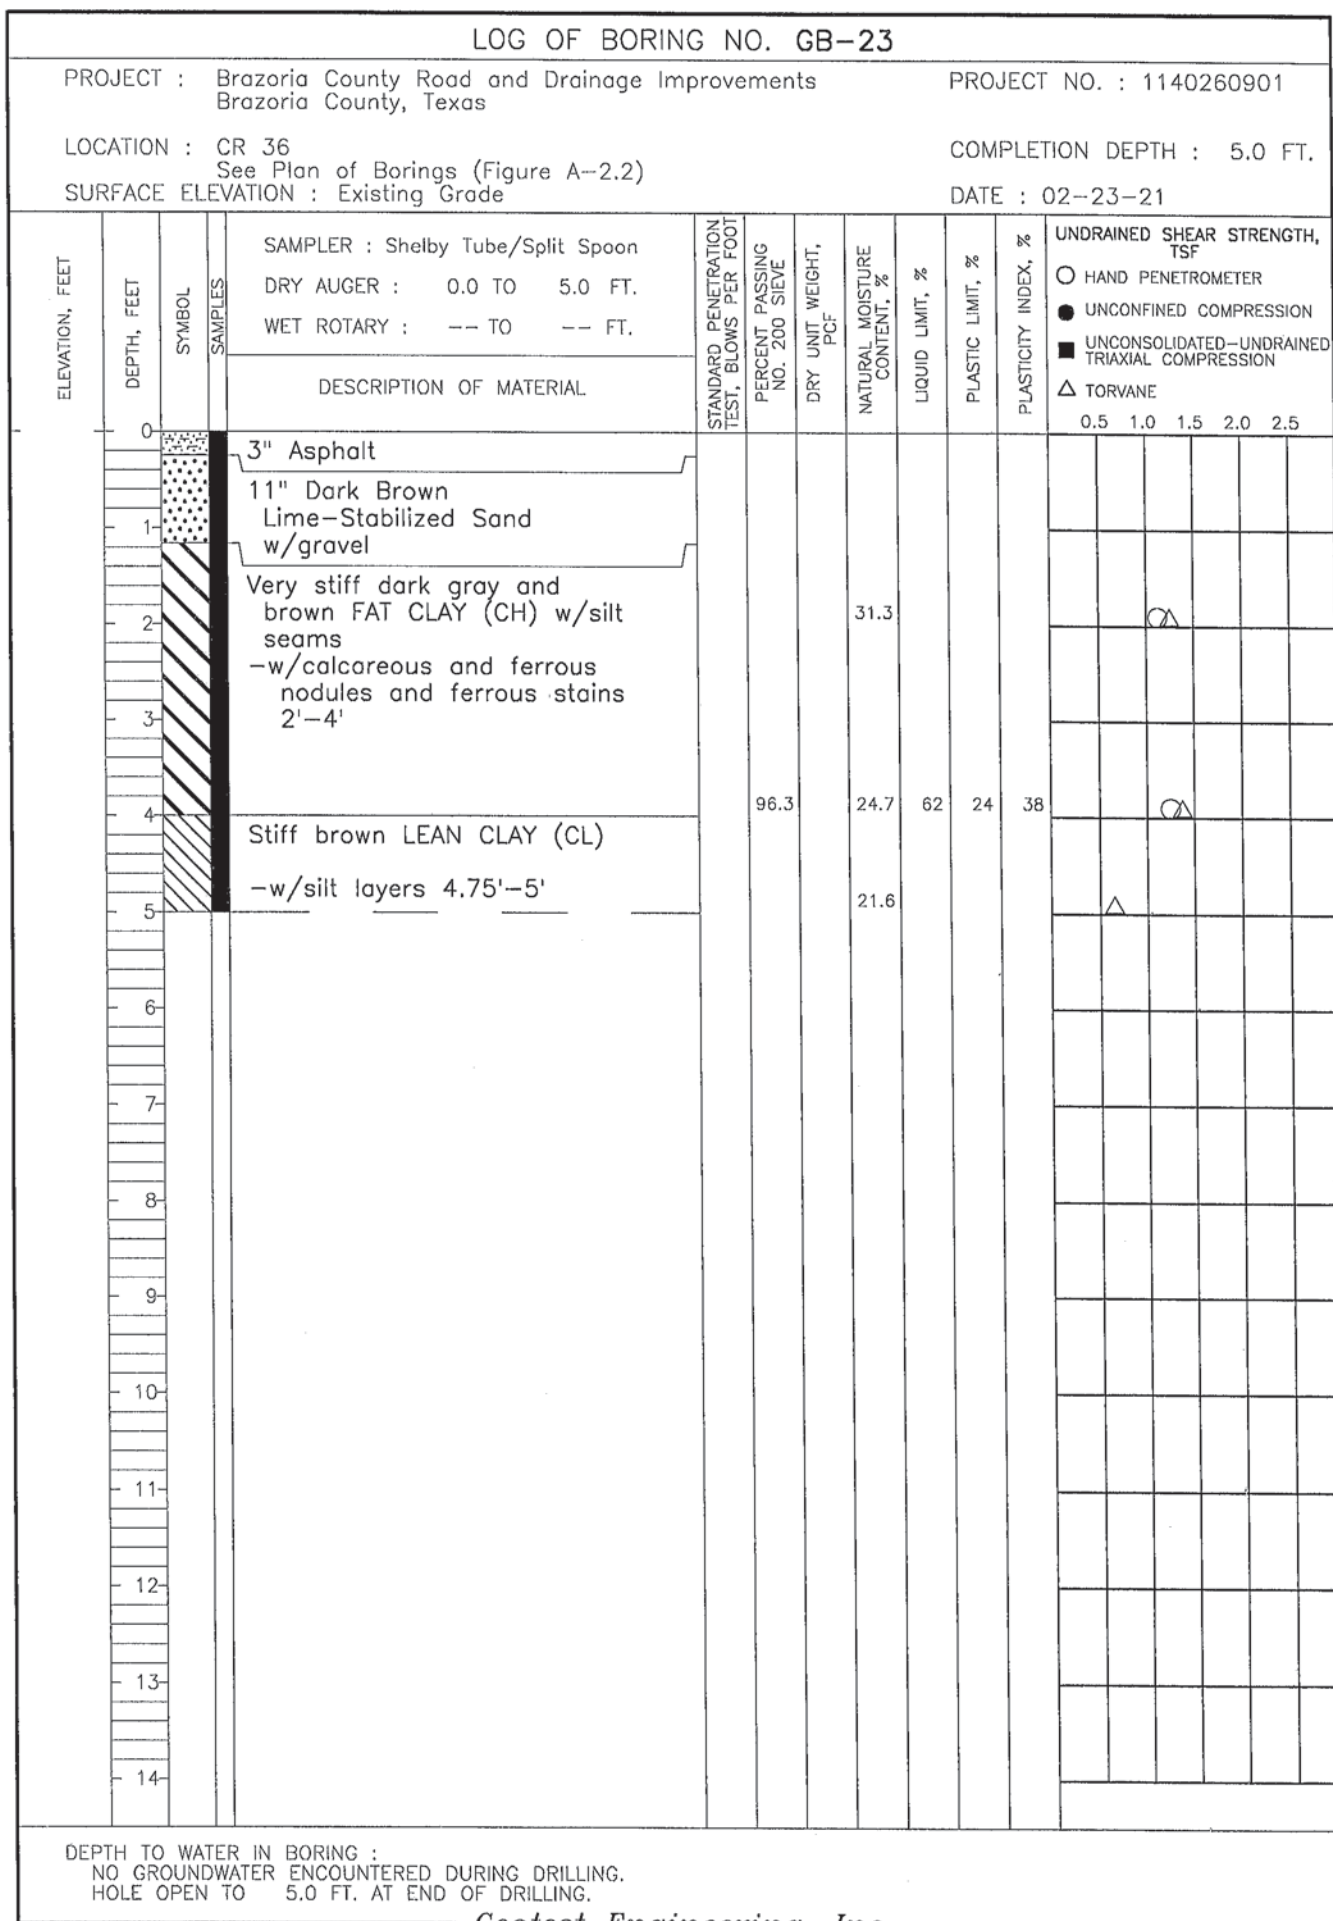 LOG OF BORING NO. GB-23
PROJECT : Brazoria County Road and Drainage Improvements
Brazoria County, Texas
PROJECT NO. : 1140260901
LOCATION : CR 36
See Plan of Borings (Figure A-2.2)
COMPLETION DEPTH : 5.0 FT.
SURFACE ELEVATION : Existing Grade
DATE : 02-23-21
ELEVATION, FEET
DEPTH, FEET
SYMBOL
SAMPLES
SAMPLER : Shelby Tube/Split Spoon
DRY AUGER : 0.0 TO 5.0 FT.
WET ROTARY : -- TO -- FT.
DESCRIPTION OF MATERIAL
STANDARD PENETRATION
TEST, BLOWS PER FOOT
PERCENT PASSING
NO. 200 SIEVE
DRY UNIT WEIGHT,
PCF
NATURAL MOISTURE
CONTENT, %
LIQUID LIMIT, %
PLASTIC LIMIT, %
PLASTICITY INDEX, %
UNDRAINED SHEAR STRENGTH,
TSF
HAND PENETROMETER
UNCONFINED COMPRESSION
UNCONSOLIDATED-UNDRAINED
TRIAXIAL COMPRESSION
TORVANE
0.5 1.0 1.5 2.0 2.5
0
3" Asphalt
11" Dark Brown
Lime-Stabilized Sand
1
w/gravel
Very stiff dark gray and
brown FAT CLAY (CH) w/silt
31.3
2
seams
-w/calcareous and ferrous
nodules and ferrous stains
2'-4'
3
96.3 24.7 62 24 38
4
Stiff brown LEAN CLAY (CL)
-w/silt layers 4.75'-5'
21.6
5
6
7
8
9
10
11
12
13
14
DEPTH TO WATER IN BORING :
NO GROUNDWATER ENCOUNTERED DURING DRILLING.
HOLE OPEN TO 5.0 FT. AT END OF DRILLING.
Geotest Engineering, Inc.